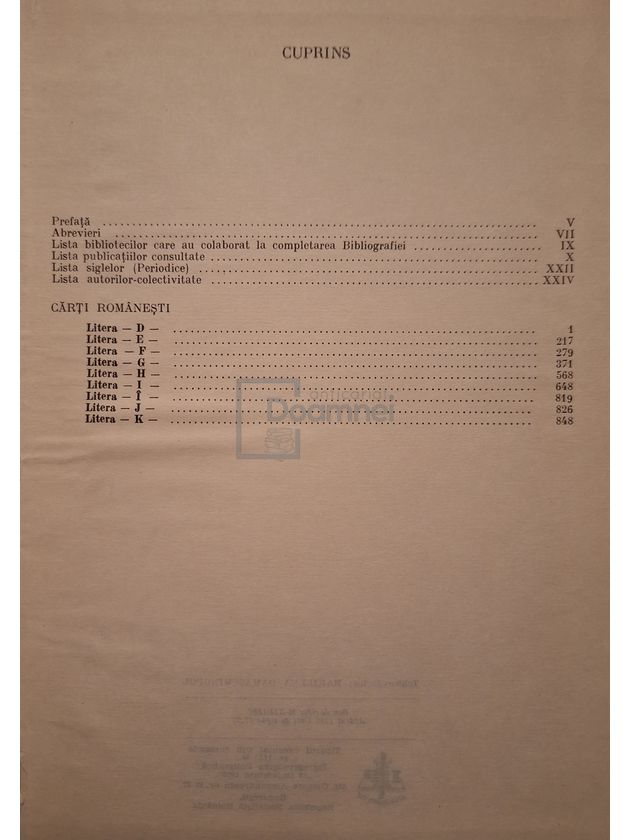 CUPRINS
Prefață ........ V
Abrevieri ........ VII
Lista bibliotecilor care au colaborat la completarea Bibliografiei ........ IX
Lista publicațiilor consultate ........ X
Lista siglelor (Periodice) ........ XXII
Lista autorilor-colectivitate ........ XXIV
CĂRȚI ROMÂNEȘTI
Litera — D — ........ 1
Litera — E — ........ 217
Litera — F — ........ 279
Litera — G — ........ 371
Litera — H — ........ 568
Litera — I — ........ 648
Litera — Î — ........ 819
Litera — J — ........ 826
Litera — K — ........ 848
anticariat
Doamnei